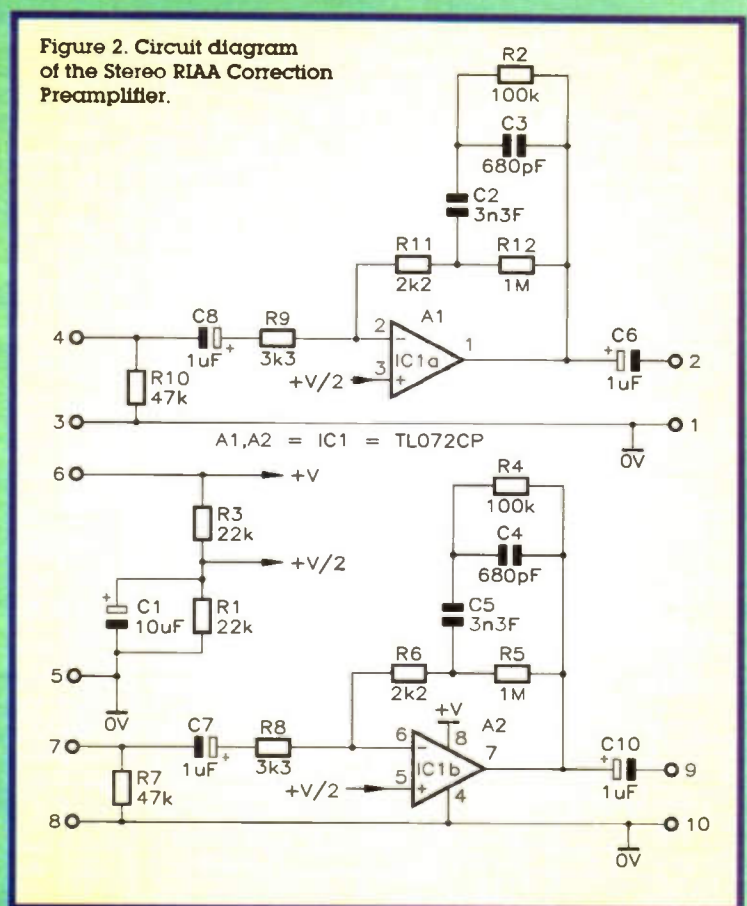 Figure 2. Circuit diagram
of the Stereo RIAA Correction
Preamplifier.
R2
100k
C3
680pF
C2
3n3F
R11
2k2
R12
1M
C8
1uF
+
R9
3k3
A1
2
−
IC1a
3
+
1
+V/2
C6
+
1uF
4
R10
47k
3
2
1
0V
A1,A2 = IC1 = TL072CP
6
+V
R3
22k
+V/2
+
C1
10uF
R1
22k
5
0V
R4
100k
C4
680pF
C5
3n3F
R6
2k2
R5
1M
+V
8
A2
7
C7
1uF
+
R8
3k3
6
−
IC1b
5
+
4
+V/2
C10
+
1uF
7
R7
47k
8
9
10
0V